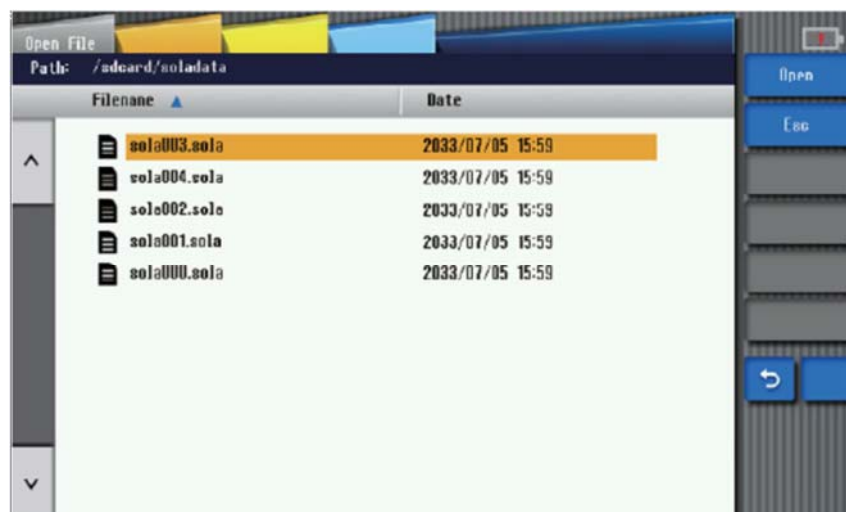 Open File
Path: /sdcard/soladata
Open
Filename ▲ Date
Esc
sola003.sola 2033/07/05 15:59
sola004.sola 2033/07/05 15:59
sola002.sola 2033/07/05 15:59
sola001.sola 2033/07/05 15:59
sola000.sola 2033/07/05 15:59